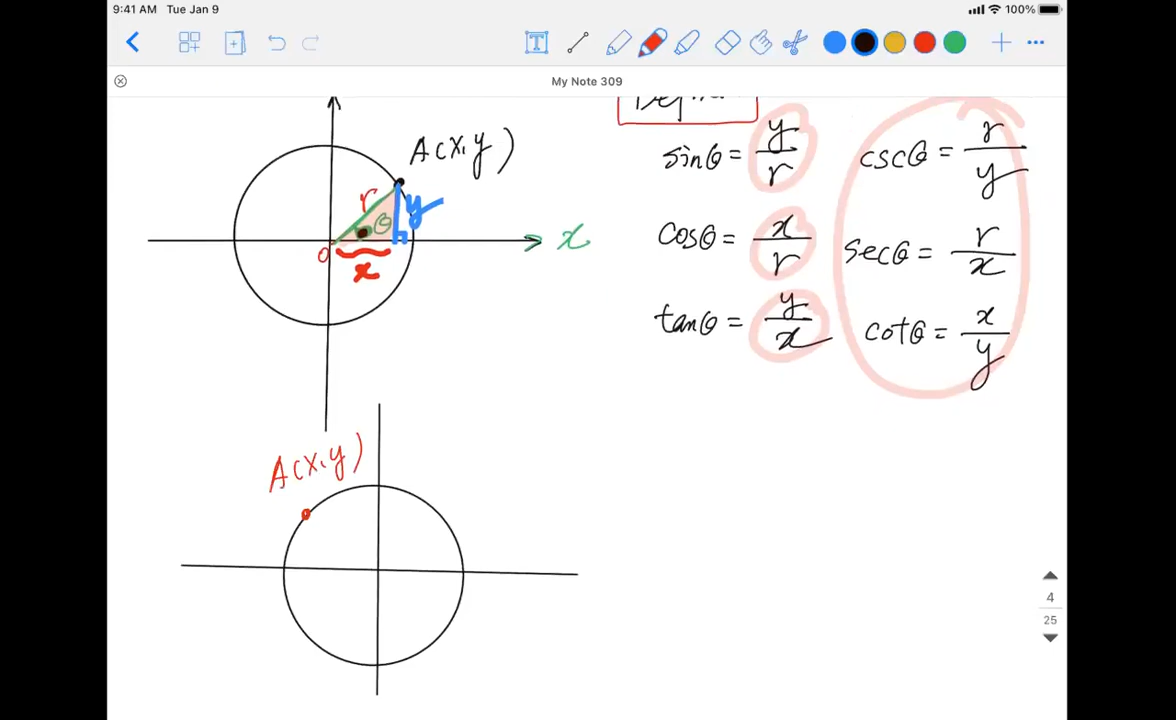 9:41 AM Tue Jan 9
100%
T
My Note 309
A(x,y)
r
θ
y
O
x
x
sinθ = y/r
cscθ = r/y
cosθ = x/r
secθ = r/x
tanθ = y/x
cotθ = x/y
A(x,y)
4
25